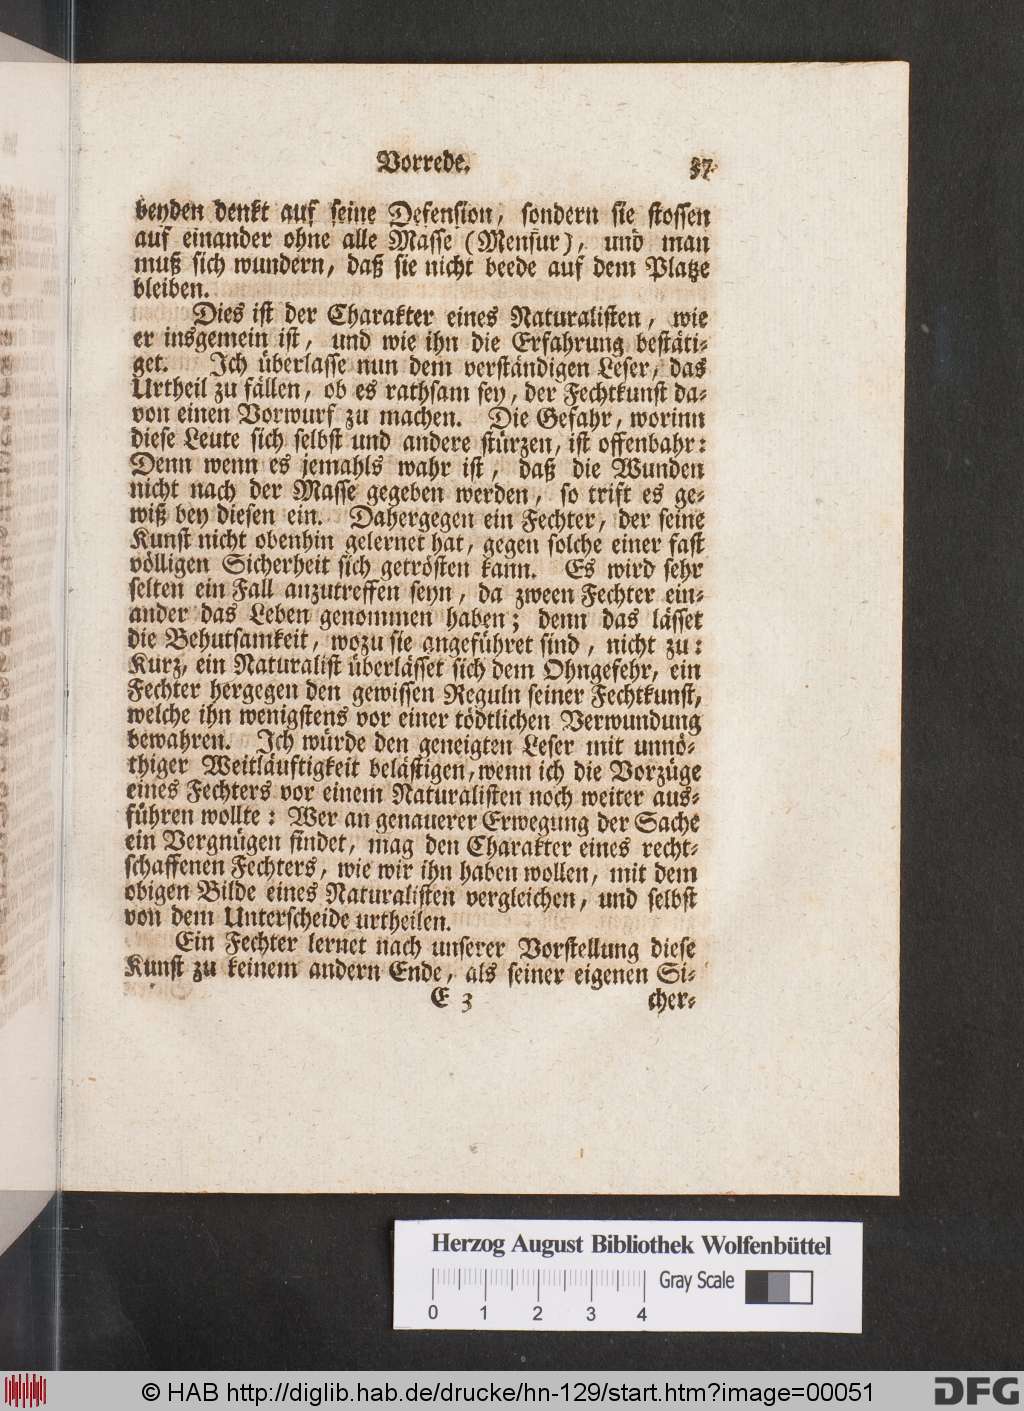 Vorrede. 37
beyden denkt auf seine Defension, sondern sie stossen
auf einander ohne alle Masse (Mensur), und man
muß sich wundern, daß sie nicht beede auf dem Platze
bleiben.
Dies ist der Charakter eines Naturalisten, wie
er insgemein ist, und wie ihn die Erfahrung bestäti-
get. Ich überlasse nun dem verständigen Leser, das
Urtheil zu fällen, ob es rathsam sey, der Fechtkunst da-
von einen Vorwurf zu machen. Die Gefahr, worinn
diese Leute sich selbst und andere stürzen, ist offenbahr:
Denn wenn es jemahls wahr ist, daß die Wunden
nicht nach der Masse gegeben werden, so trift es ge-
wiß bey diesen ein. Dahergegen ein Fechter, der seine
Kunst nicht obenhin gelernet hat, gegen solche einer fast
völligen Sicherheit sich getrösten kann. Es wird sehr
selten ein Fall anzutreffen seyn, da zween Fechter ein-
ander das Leben genommen haben; denn das lässet
die Behutsamkeit, wozu sie angeführet sind, nicht zu:
Kurz, ein Naturalist überlässet sich dem Ohngefehr, ein
Fechter hergegen den gewissen Reguln seiner Fechtkunst,
welche ihn wenigstens vor einer tödtlichen Verwundung
bewahren. Ich würde den geneigten Leser mit unnö-
thiger Weitläuftigkeit belästigen, wenn ich die Vorzüge
eines Fechters vor einem Naturalisten noch weiter aus-
führen wollte: Wer an genauerer Erwegung der Sache
ein Vergnügen findet, mag den Charakter eines recht-
schaffenen Fechters, wie wir ihn haben wollen, mit dem
obigen Bilde eines Naturalisten vergleichen, und selbst
von dem Unterscheide urtheilen.
Ein Fechter lernet nach unserer Vorstellung diese
Kunst zu keinem andern Ende, als seiner eigenen Si-
E 3 cher-
Herzog August Bibliothek Wolfenbüttel
Gray Scale
0 1 2 3 4
© HAB http://diglib.hab.de/drucke/hn-129/start.htm?image=00051
DFG